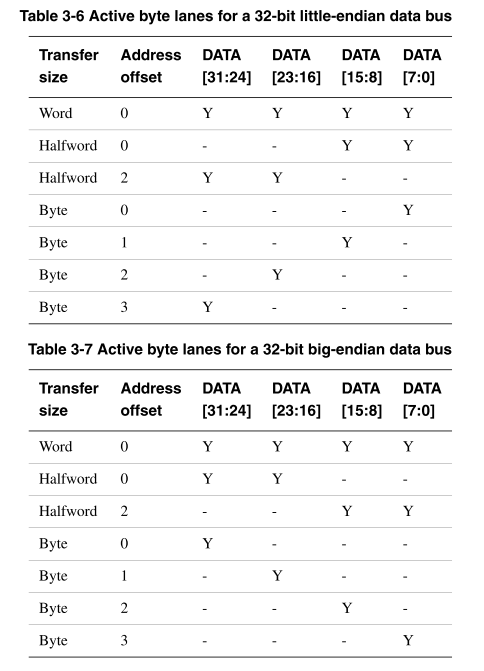 Table 3-6 Active byte lanes for a 32-bit little-endian data bus
Transfer size Address offset DATA [31:24] DATA [23:16] DATA [15:8] DATA [7:0]
Word 0 Y Y Y Y
Halfword 0 - - Y Y
Halfword 2 Y Y - -
Byte 0 - - - Y
Byte 1 - - Y -
Byte 2 - Y - -
Byte 3 Y - - -
Table 3-7 Active byte lanes for a 32-bit big-endian data bus
Transfer size Address offset DATA [31:24] DATA [23:16] DATA [15:8] DATA [7:0]
Word 0 Y Y Y Y
Halfword 0 Y Y - -
Halfword 2 - - Y Y
Byte 0 Y - - -
Byte 1 - Y - -
Byte 2 - - Y -
Byte 3 - - - Y